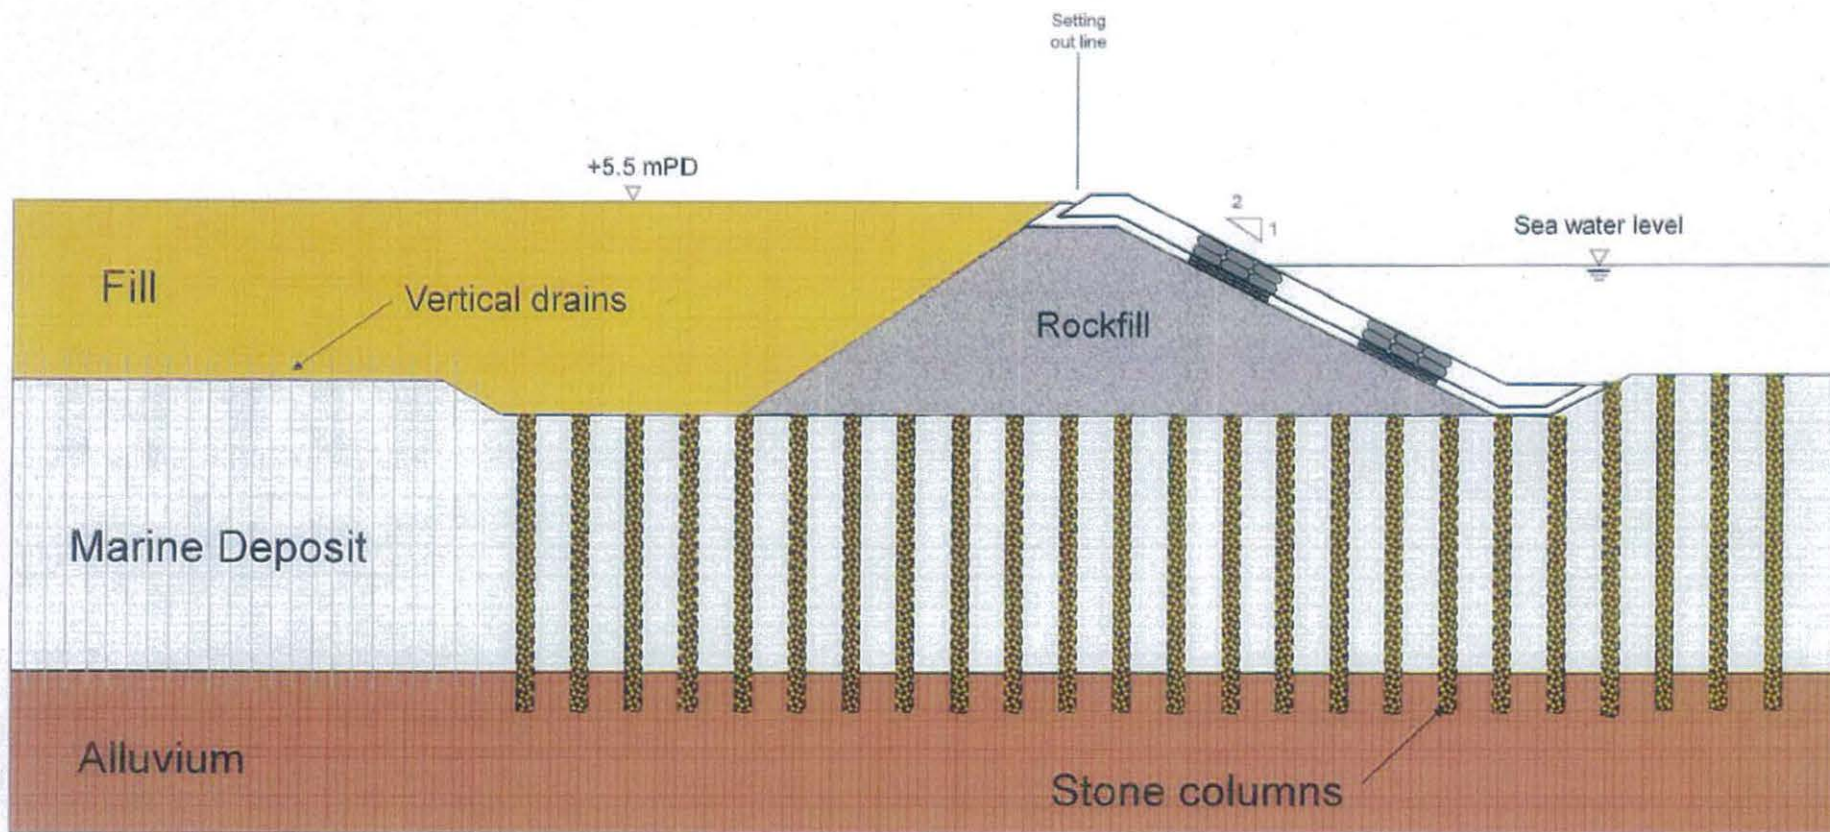 Setting
out line
+5.5 mPD
2
1
Sea water level
Fill
Vertical drains
Rockfill
Marine Deposit
Alluvium
Stone columns